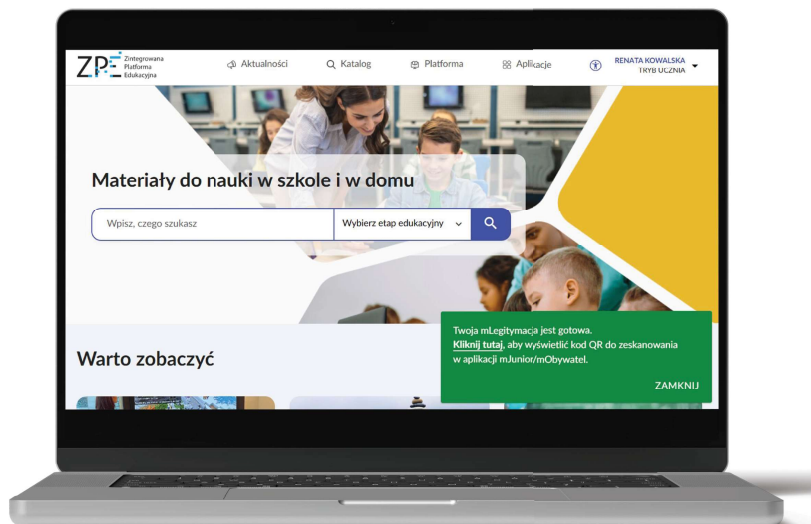 ZPE
Zintegrowana
Platforma
Edukacyjna
Aktualności
Katalog
Platforma
Aplikacje
RENATA KOWALSKA
TRYB UCZNIA
Materiały do nauki w szkole i w domu
Wpisz, czego szukasz
Wybierz etap edukacyjny
Warto zobaczyć
Twoja mLegitymacja jest gotowa.
Kliknij tutaj, aby wyświetlić kod QR do zeskanowania
w aplikacji mJunior/mObywatel.
ZAMKNIJ